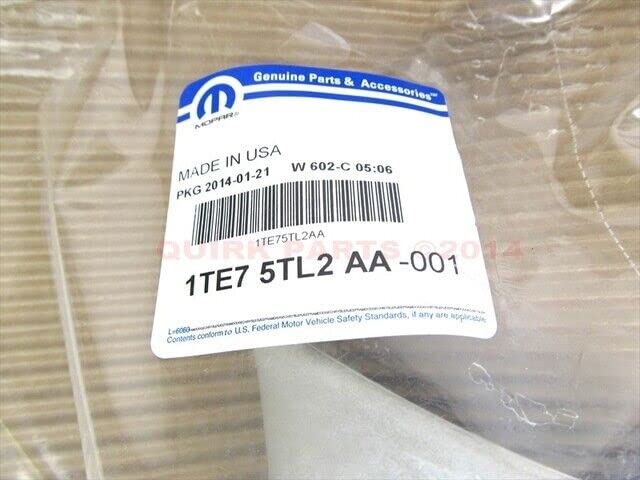 Genuine Parts & Accessories
MOPAR®
MADE IN USA
PKG 2014-01-21 W 602-C 05:06
1TE75TL2AA
QUIRK PARTS ©2014
1TE7 5TL2 AA -001
Contents conform to U.S. Federal Motor Vehicle Safety Standards, if any are applicable